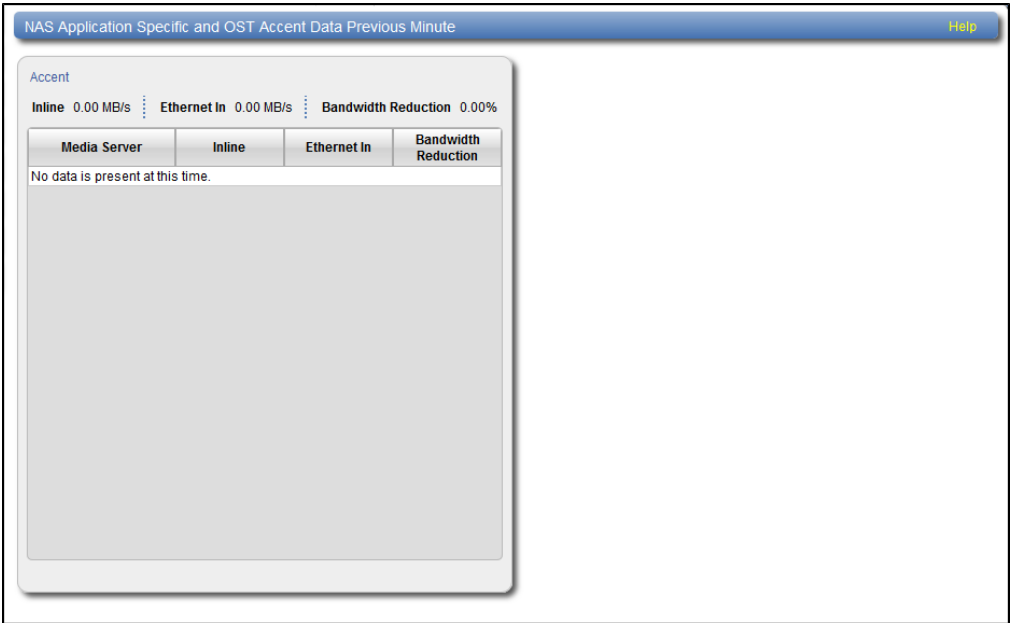 NAS Application Specific and OST Accent Data Previous Minute Help
Accent
Inline 0.00 MB/s Ethernet In 0.00 MB/s Bandwidth Reduction 0.00%
Media Server Inline Ethernet In Bandwidth Reduction
No data is present at this time.